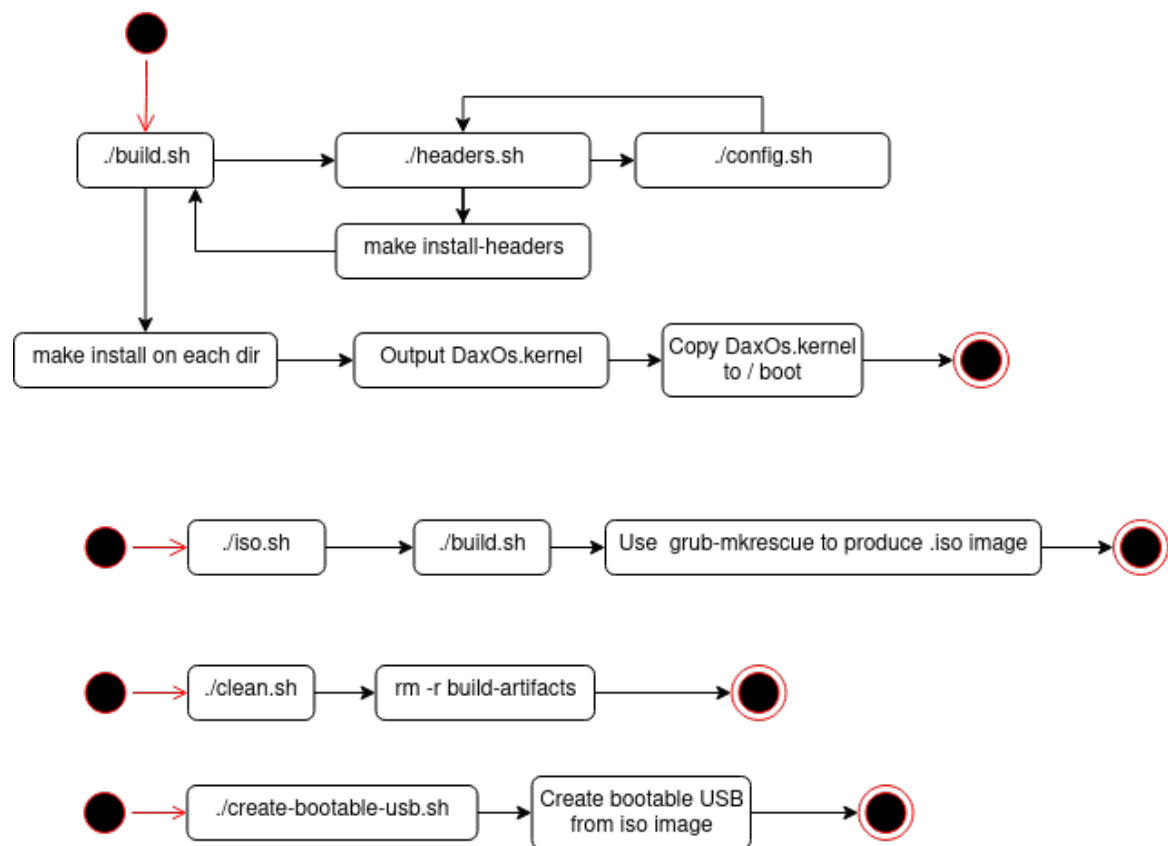 ./build.sh
./headers.sh
./config.sh
make install-headers
make install on each dir
Output DaxOs.kernel
Copy DaxOs.kernel
to / boot
./iso.sh
./build.sh
Use  grub-mkrescue to produce .iso image
./clean.sh
rm -r build-artifacts
./create-bootable-usb.sh
Create bootable USB
from iso image